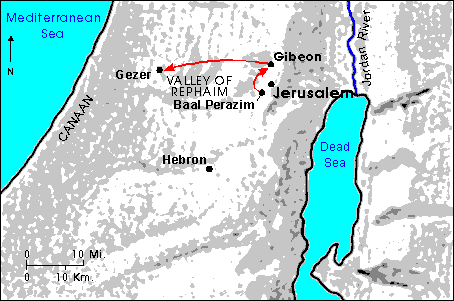 Mediterranean
Sea
N
CANAAN
Gezer
Gibeon
Jordan River
VALLEY OF
REPHAIM
Jerusalem
Baal Perazim
Dead
Sea
Hebron
0 10 Mi.
0 10 Km.